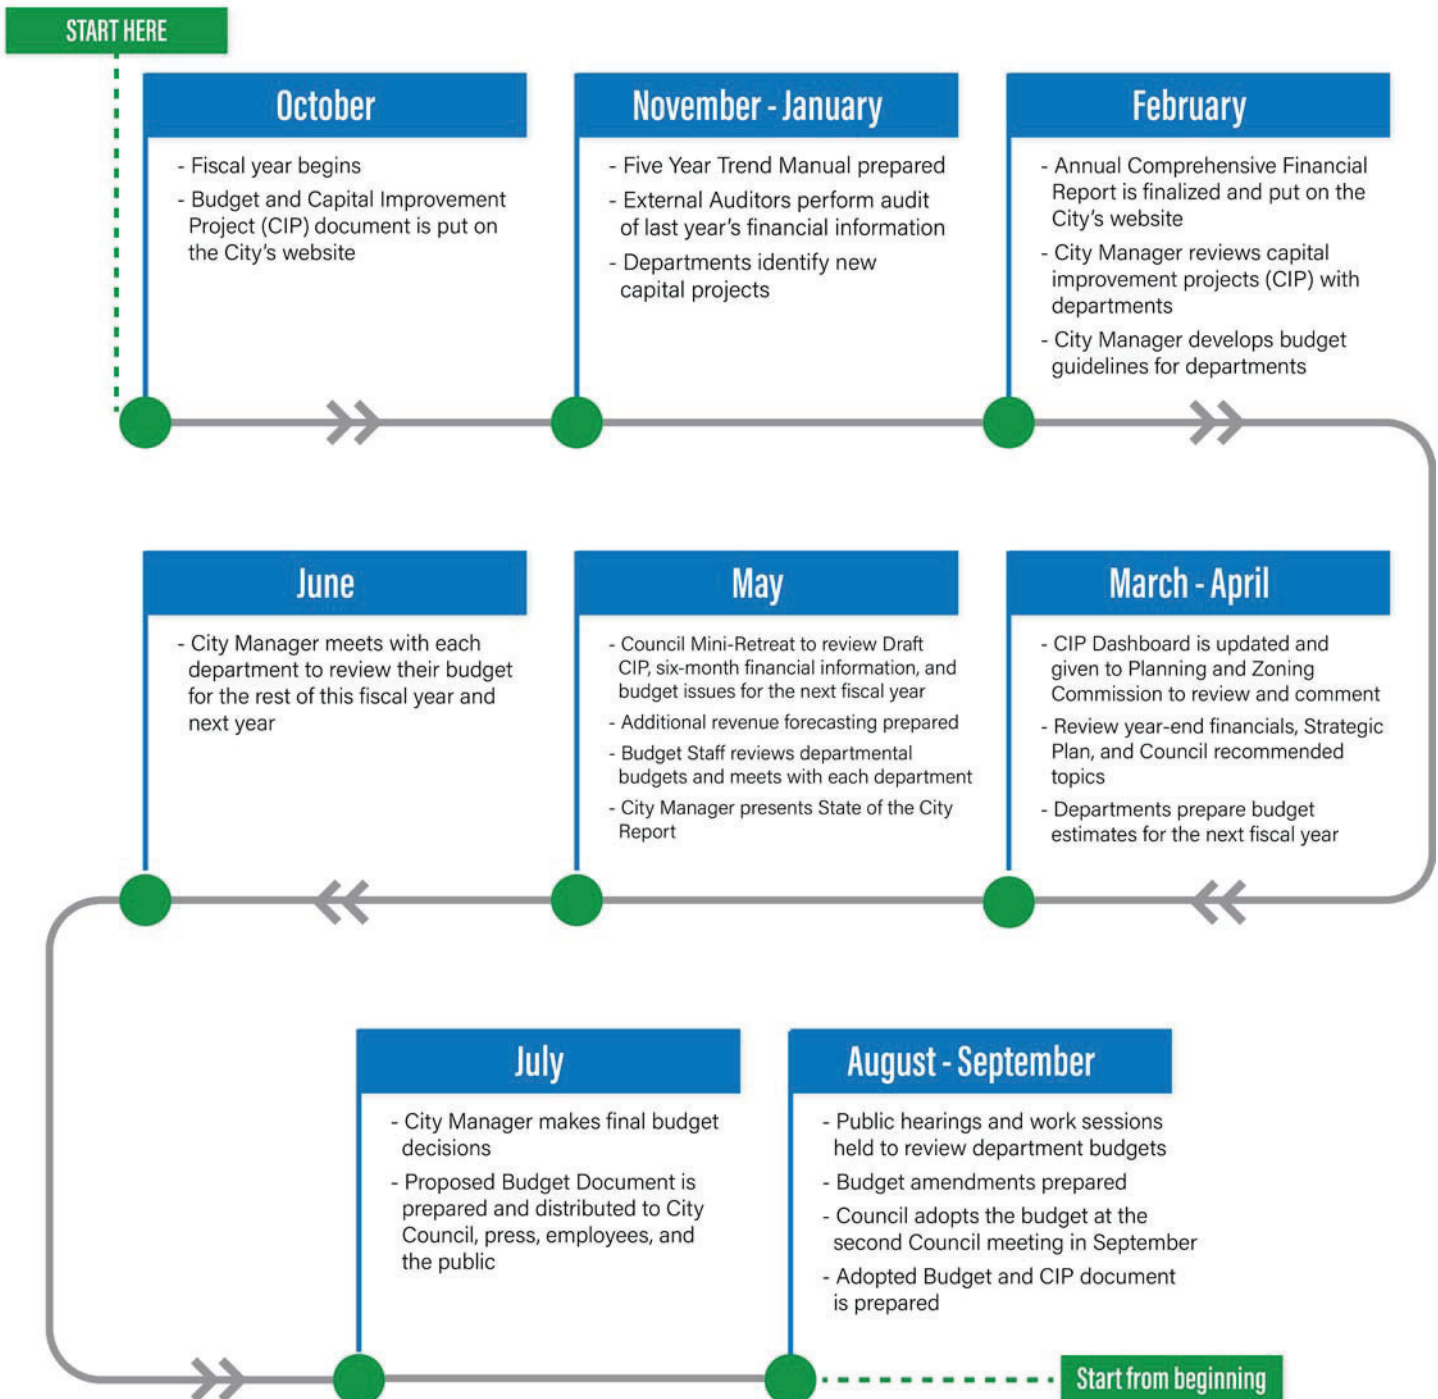 START HERE
October
- Fiscal year begins
- Budget and Capital Improvement
Project (CIP) document is put on
the City's website
November - January
- Five Year Trend Manual prepared
- External Auditors perform audit
of last year's financial information
- Departments identify new
capital projects
February
- Annual Comprehensive Financial
Report is finalized and put on the
City's website
- City Manager reviews capital
improvement projects (CIP) with
departments
- City Manager develops budget
guidelines for departments
March - April
- CIP Dashboard is updated and
given to Planning and Zoning
Commission to review and comment
- Review year-end financials, Strategic
Plan, and Council recommended
topics
- Departments prepare budget
estimates for the next fiscal year
May
- Council Mini-Retreat to review Draft
CIP, six-month financial information, and
budget issues for the next fiscal year
- Additional revenue forecasting prepared
- Budget Staff reviews departmental
budgets and meets with each department
- City Manager presents State of the City
Report
June
- City Manager meets with each
department to review their budget
for the rest of this fiscal year and
next year
July
- City Manager makes final budget
decisions
- Proposed Budget Document is
prepared and distributed to City
Council, press, employees, and
the public
August - September
- Public hearings and work sessions
held to review department budgets
- Budget amendments prepared
- Council adopts the budget at the
second Council meeting in September
- Adopted Budget and CIP document
is prepared
Start from beginning